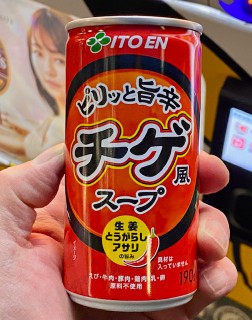 ITO EN
ピリッと旨辛
チーゲ風
スープ
生姜
とうがらし
アサリ
の旨み
具材は
入っていません
190
えび・牛肉・豚肉・鶏肉・乳・卵
原料不使用